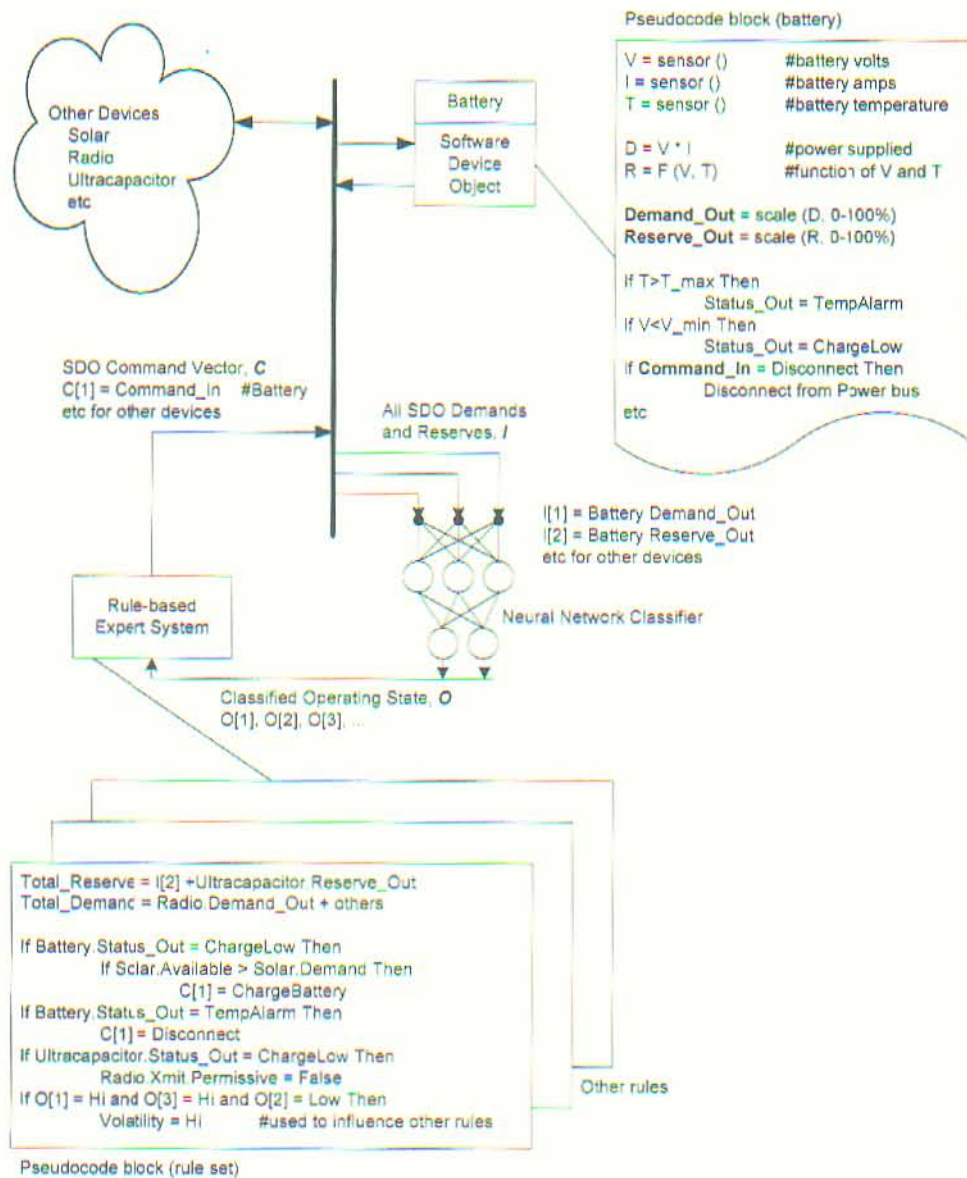 Pseudocode block (battery)
V = sensor () #battery volts
I = sensor () #battery amps
T = sensor () #battery temperature
D = V * I #power supplied
R = F (V, T) #function of V and T
Demand_Out = scale (D, 0-100%)
Reserve_Out = scale (R, 0-100%)
If T>T_max Then
Status_Out = TempAlarm
If V<V_min Then
Status_Out = ChargeLow
If Command_In = Disconnect Then
Disconnect from Power bus
etc
Other Devices
Solar
Radio
Ultracapacitor
etc
Battery
Software
Device
Object
SDO Command Vector, C
C[1] = Command_In #Battery
etc for other devices
All SDO Demands
and Reserves, I
I[1] = Battery Demand_Out
I[2] = Battery Reserve_Out
etc for other devices
Neural Network Classifier
Rule-based
Expert System
Classified Operating State, O
O[1], O[2], O[3], ...
Total_Reserve = I[2] +Ultracapacitor.Reserve_Out
Total_Demand = Radio.Demand_Out + others
If Battery.Status_Out = ChargeLow Then
If Solar.Available > Solar.Demand Then
C[1] = ChargeBattery
If Battery.Status_Out = TempAlarm Then
C[1] = Disconnect
If Ultracapacitor.Status_Out = ChargeLow Then
Radio.Xmit.Permissive = False
If O[1] = Hi and O[3] = Hi and O[2] = Low Then
Volatility = Hi #used to influence other rules
Other rules
Pseudocode block (rule set)